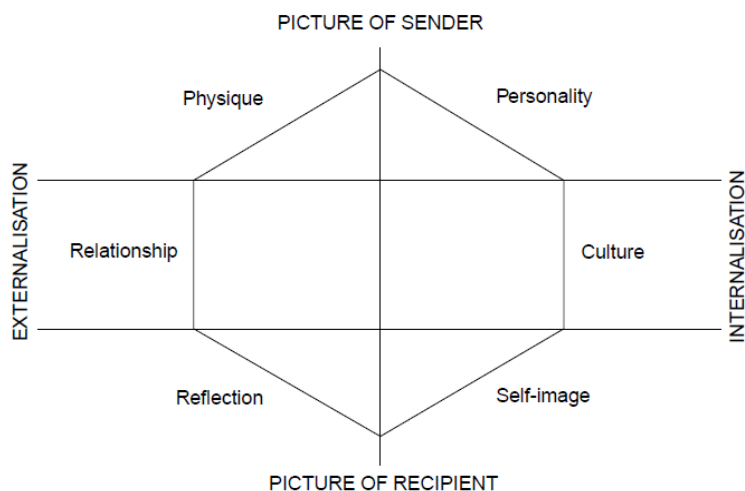 PICTURE OF SENDER
Physique
Personality
EXTERNALISATION
Relationship
Culture
INTERNALISATION
Reflection
Self-image
PICTURE OF RECIPIENT